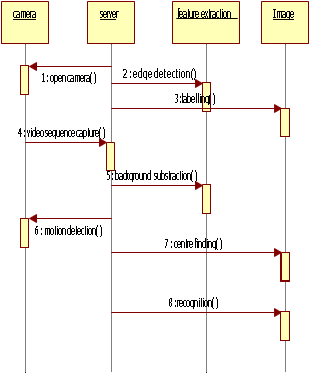 camera
server
feature extraction
Image
1 : open camera( )
2 : edge detection( )
3 :labelling( )
4 : video sequence capture( )
5 : background substraction( )
6 : motion detection( )
7 : centre finding( )
8 : recognition( )